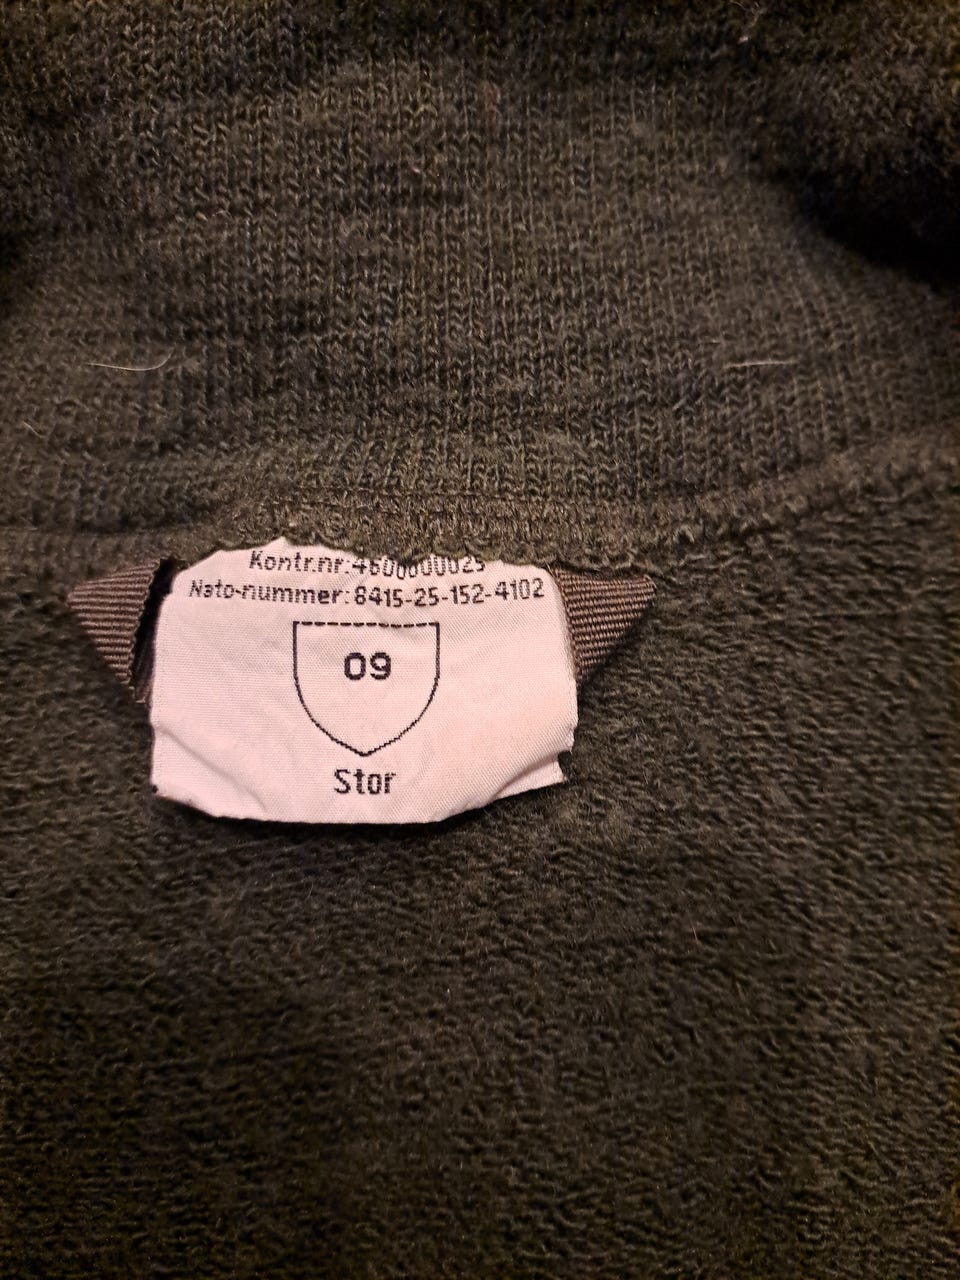 Kontr.nr:4600000025
Nato-nummer:8415-25-152-4102
09
Stor